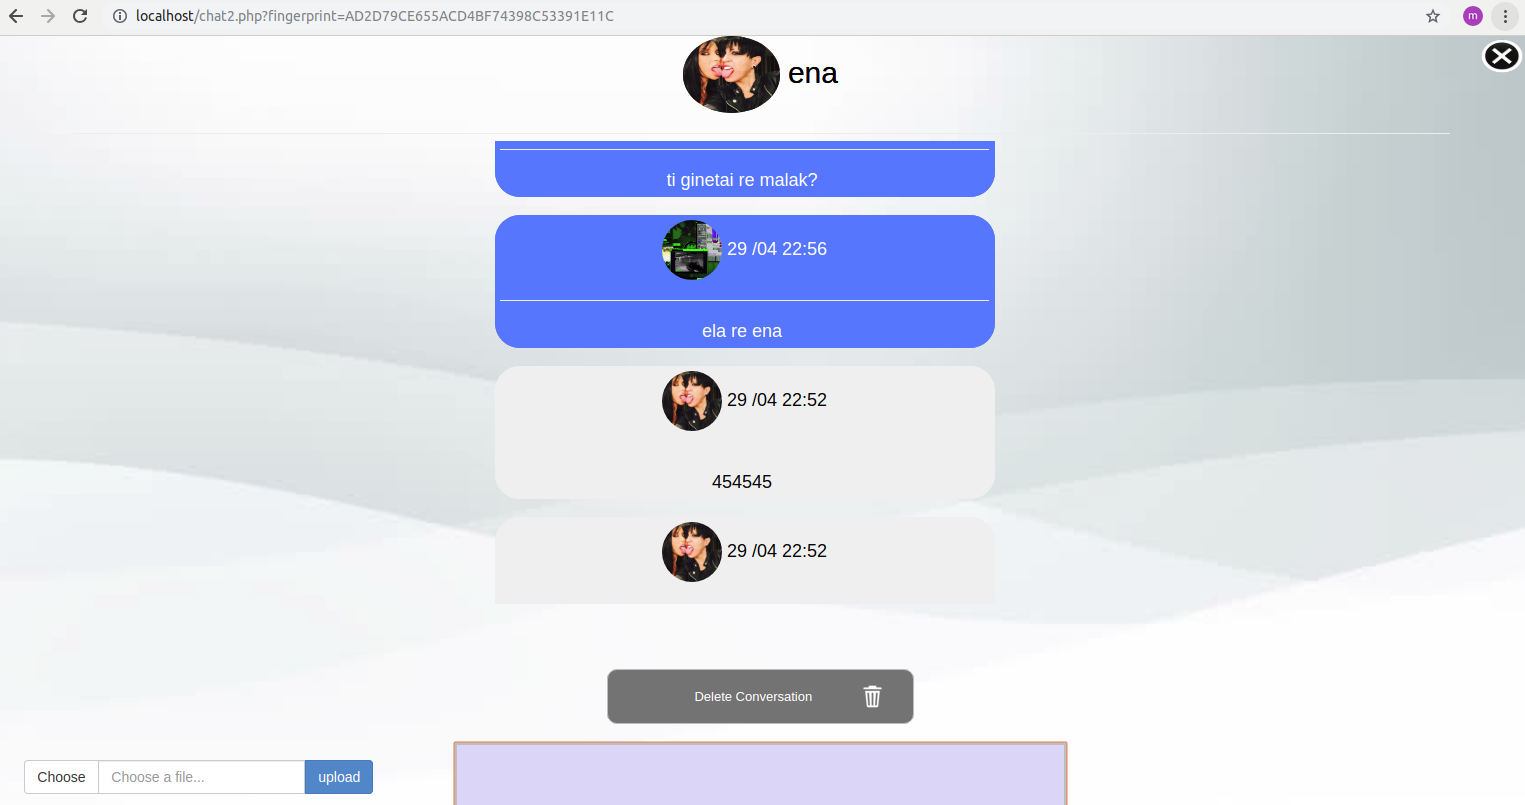 localhost/chat2.php?fingerprint=AD2D79CE655ACD4BF74398C53391E11C
m
ena
ti ginetai re malak?
29 /04 22:56
ela re ena
29 /04 22:52
454545
29 /04 22:52
Delete Conversation
Choose
Choose a file...
upload